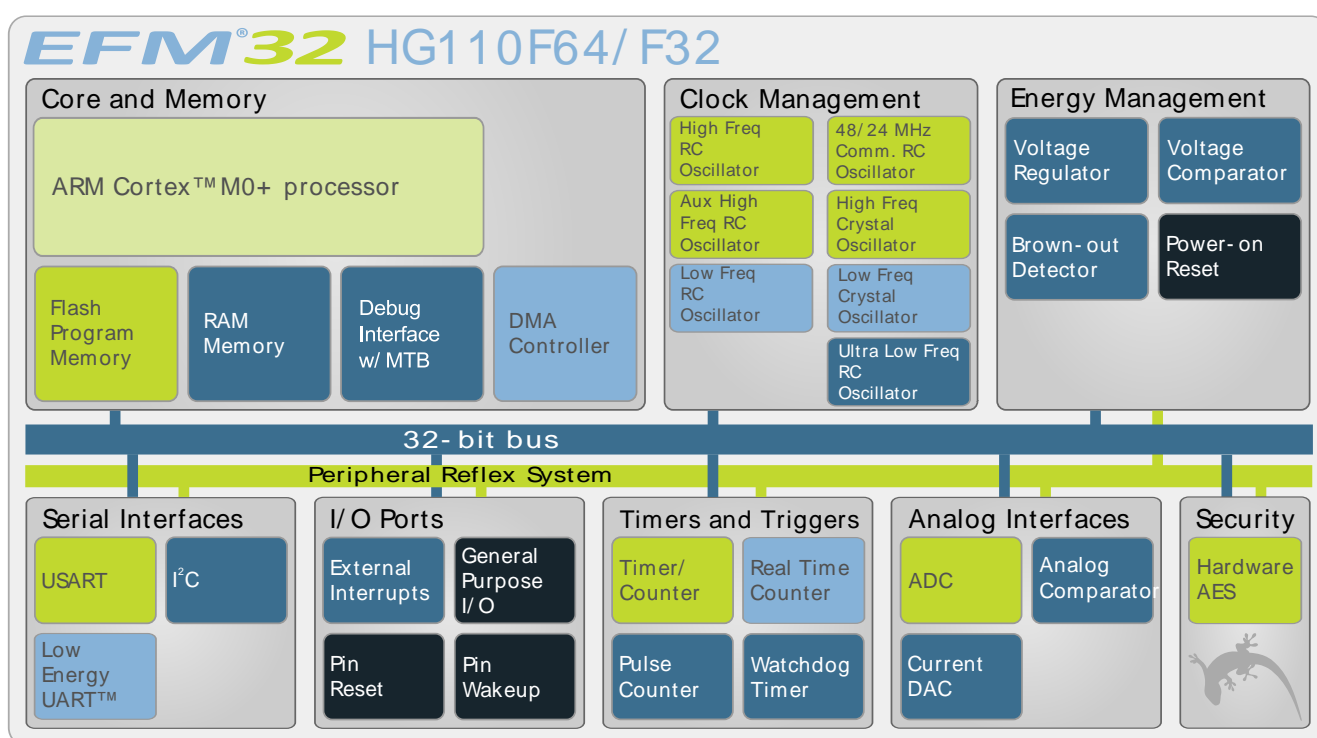 EFM®32 HG110F64/F32
Core and Memory
ARM Cortex™ M0+ processor
Flash
Program
Memory
RAM
Memory
Debug
Interface
w/ MTB
DMA
Controller
Clock Management
High Freq
RC
Oscillator
48/24 MHz
Comm. RC
Oscillator
Aux High
Freq RC
Oscillator
High Freq
Crystal
Oscillator
Low Freq
RC
Oscillator
Low Freq
Crystal
Oscillator
Ultra Low Freq
RC
Oscillator
Energy Management
Voltage
Regulator
Voltage
Comparator
Brown-out
Detector
Power-on
Reset
32-bit bus
Peripheral Reflex System
Serial Interfaces
USART
I²C
Low
Energy
UART™
I/O Ports
External
Interrupts
General
Purpose
I/O
Pin
Reset
Pin
Wakeup
Timers and Triggers
Timer/
Counter
Real Time
Counter
Pulse
Counter
Watchdog
Timer
Analog Interfaces
ADC
Analog
Comparator
Current
DAC
Security
Hardware
AES